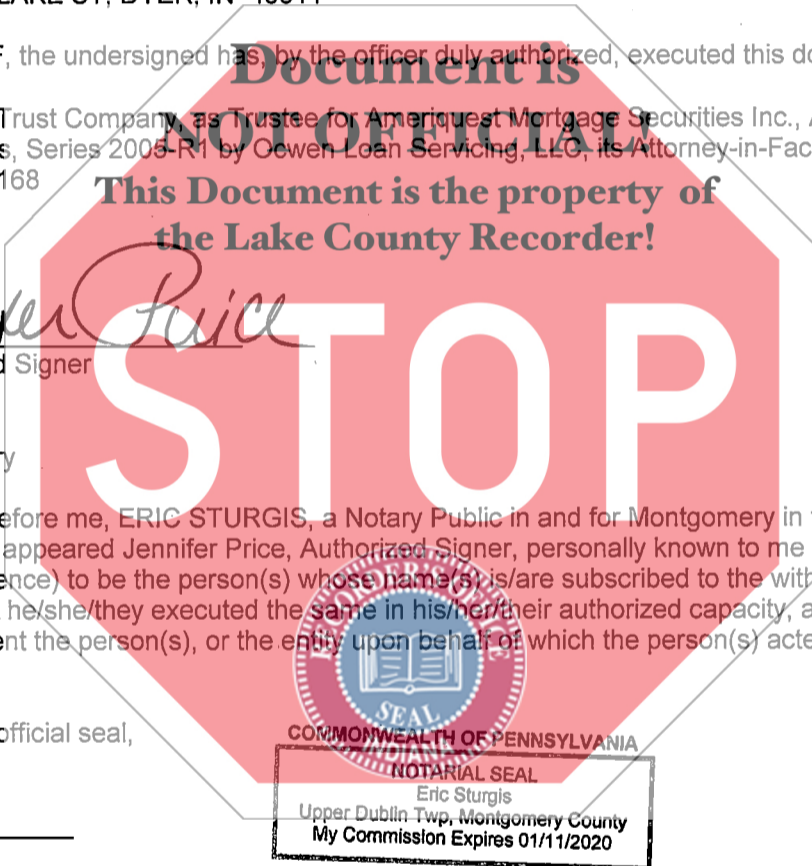 LAKE ST, DYER, IN
, the undersigned has, by the officer duly authorized, executed this do
Document is
Trust Company, as Trustee for Ameriquest Mortgage Securities Inc., A
NOT OFFICIAL!
s, Series 2005-R1 by Ocwen Loan Servicing, LLC, its Attorney-in-Fac
168
This Document is the property of
the Lake County Recorder!
er Price
d Signer
STOP
y
efore me, ERIC STURGIS, a Notary Public in and for Montgomery in
appeared Jennifer Price, Authorized Signer, personally known to me
ence) to be the person(s) whose name(s) is/are subscribed to the with
he/she/they executed the same in his/her/their authorized capacity, a
ent the person(s), or the entity upon behalf of which the person(s) acte
RECORDER'S OFFICE
SEAL
INDIANA
official seal,
COMMONWEALTH OF PENNSYLVANIA
NOTARIAL SEAL
Eric Sturgis
Upper Dublin Twp, Montgomery County
My Commission Expires 01/11/2020